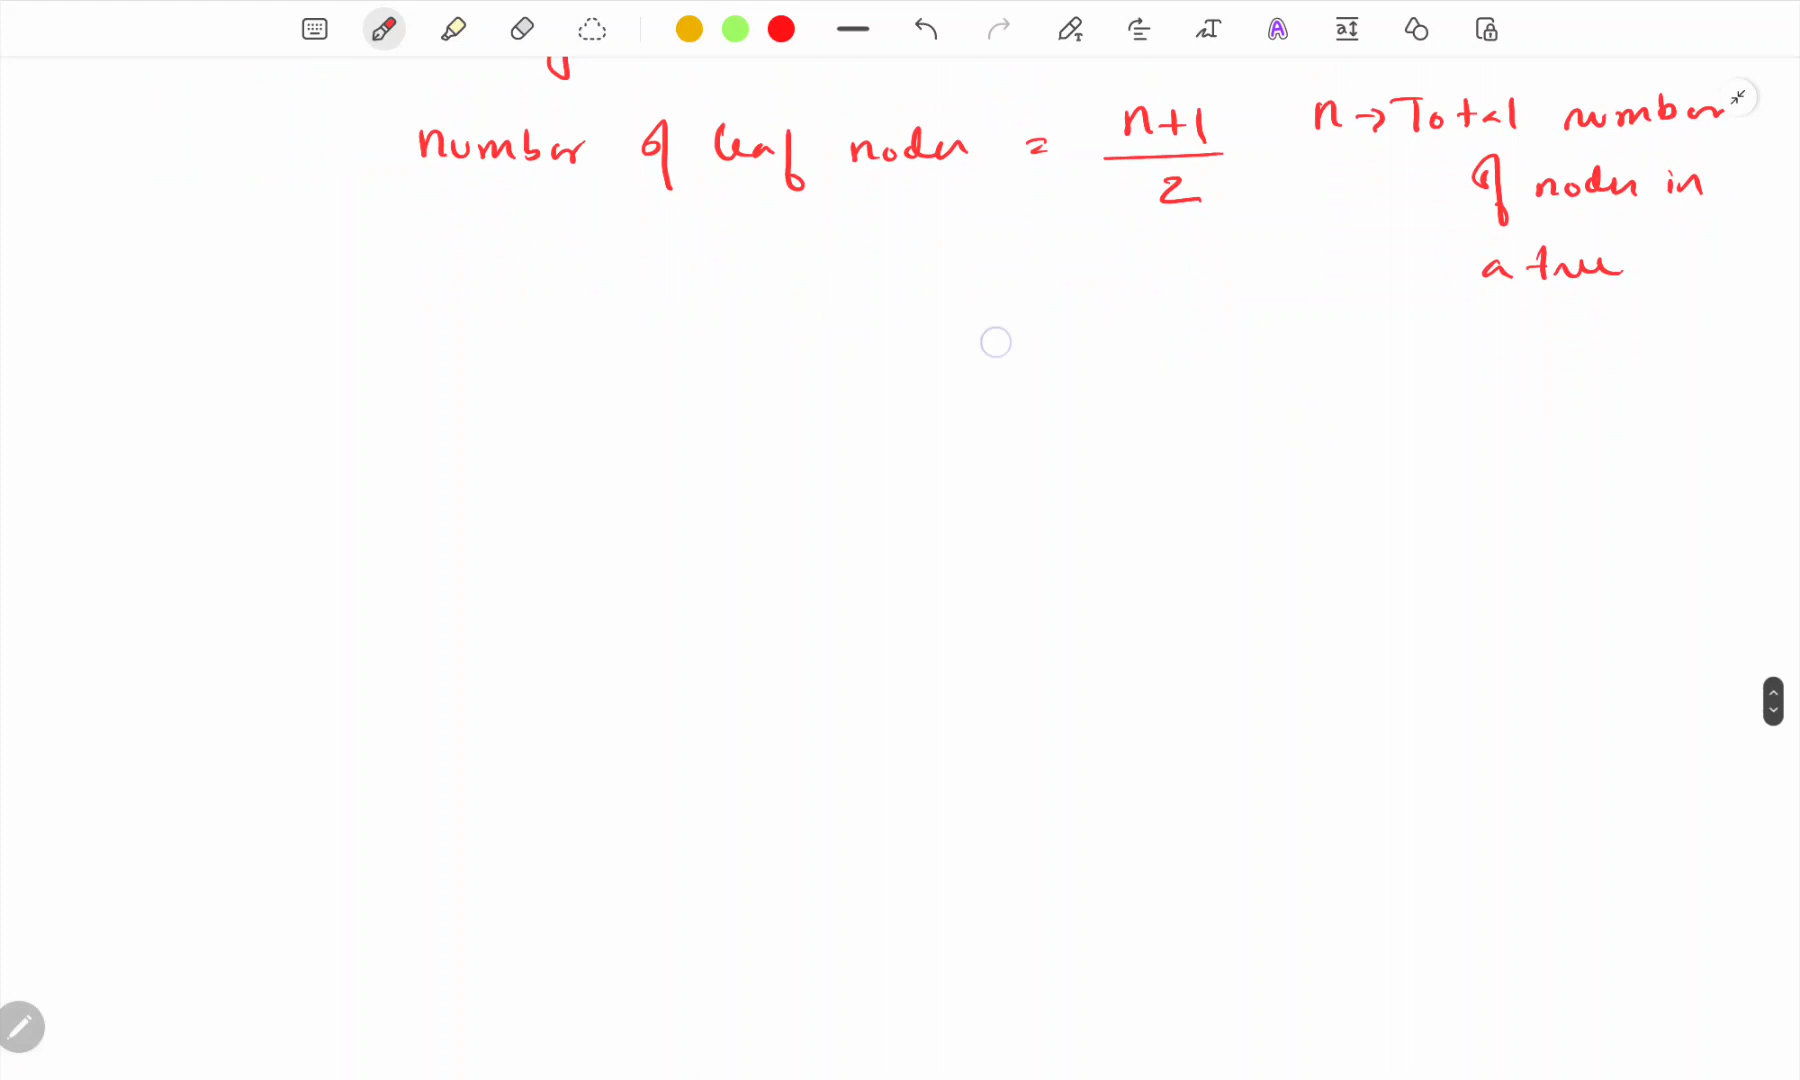 number of leaf nodes = n+1 / 2
n → Total number
of nodes in
a tree